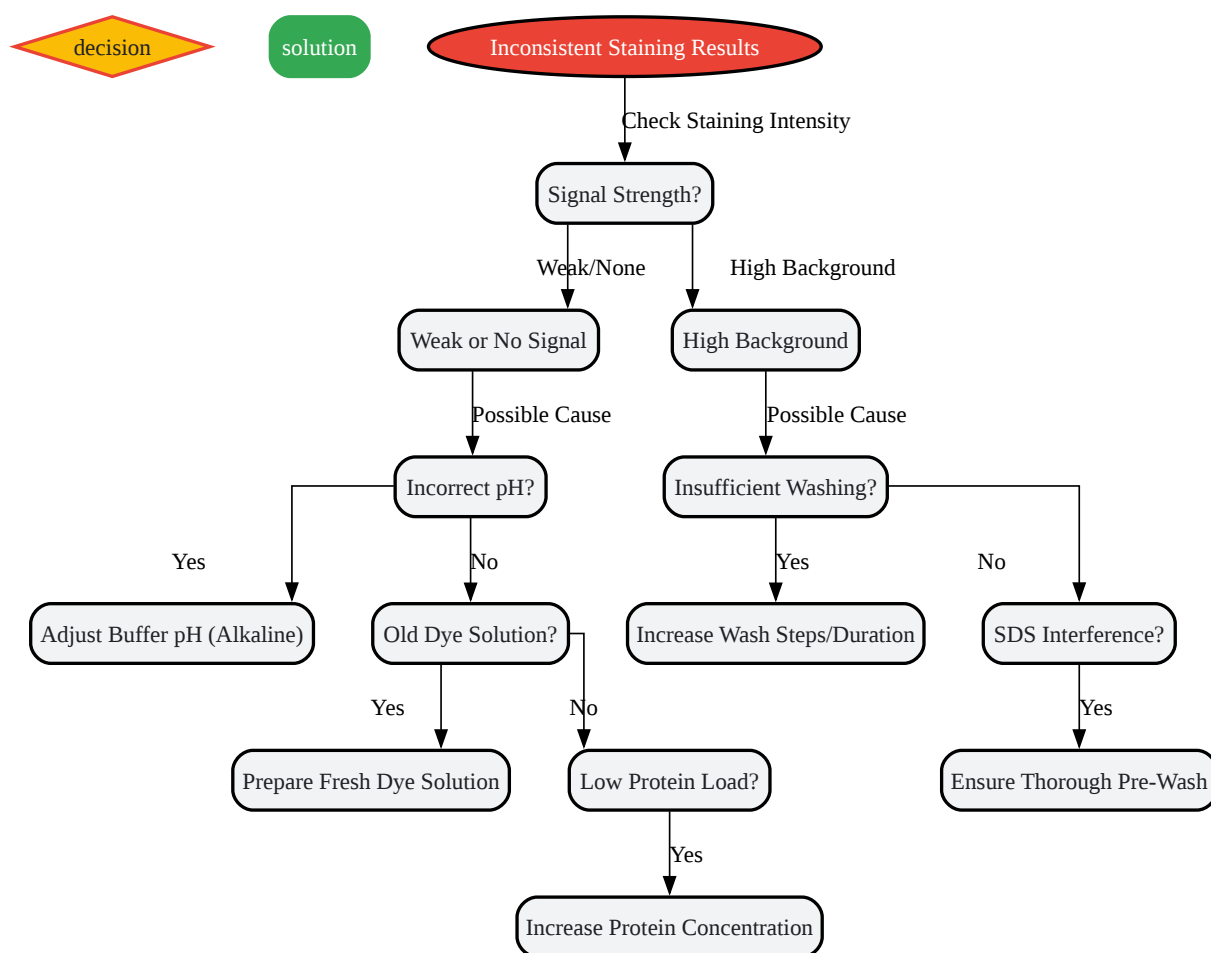 decision
solution
Inconsistent Staining Results
Check Staining Intensity
Signal Strength?
Weak/None
High Background
Weak or No Signal
High Background
Possible Cause
Possible Cause
Incorrect pH?
Insufficient Washing?
Yes
No
Yes
No
Adjust Buffer pH (Alkaline)
Old Dye Solution?
Increase Wash Steps/Duration
SDS Interference?
Yes
No
Yes
Prepare Fresh Dye Solution
Low Protein Load?
Ensure Thorough Pre-Wash
Yes
Increase Protein Concentration